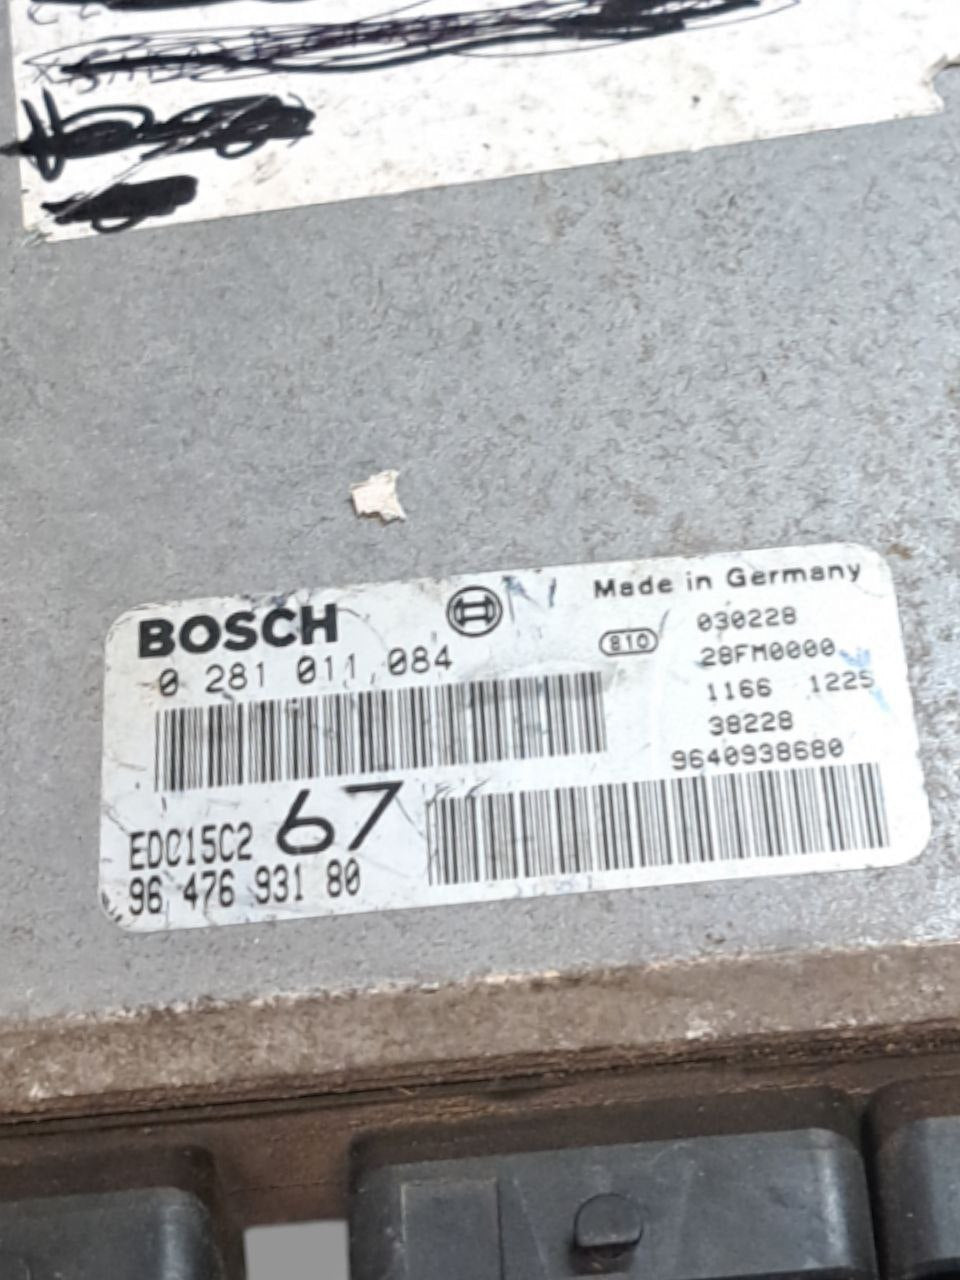 BOSCH
0 281 011 084
Made in Germany
810
030228
28FM0000
1166 1225
38228
9640938680
EDC15C2 67
96 476 931 80